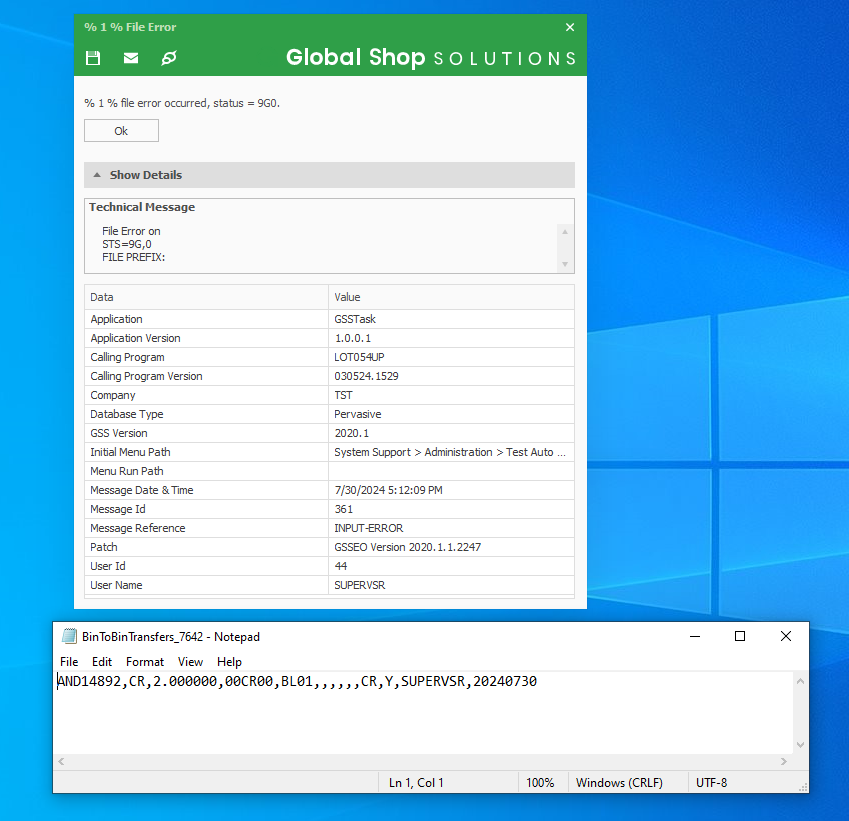 % 1 % File Error
Global Shop SOLUTIONS
% 1 % file error occurred, status = 9G0.
Ok
Show Details
Technical Message
File Error on
STS=9G,0
FILE PREFIX:
Data Value
Application GSSTask
Application Version 1.0.0.1
Calling Program LOT054UP
Calling Program Version 030524.1529
Company TST
Database Type Pervasive
GSS Version 2020.1
Initial Menu Path System Support > Administration > Test Auto ...
Menu Run Path
Message Date & Time 7/30/2024 5:12:09 PM
Message Id 361
Message Reference INPUT-ERROR
Patch GSSEO Version 2020.1.1.2247
User Id 44
User Name SUPERVSR
BinToBinTransfers_7642 - Notepad
File Edit Format View Help
AND14892,CR,2.000000,00CR00,BL01,,,,,,CR,Y,SUPERVSR,20240730
Ln 1, Col 1 100% Windows (CRLF) UTF-8